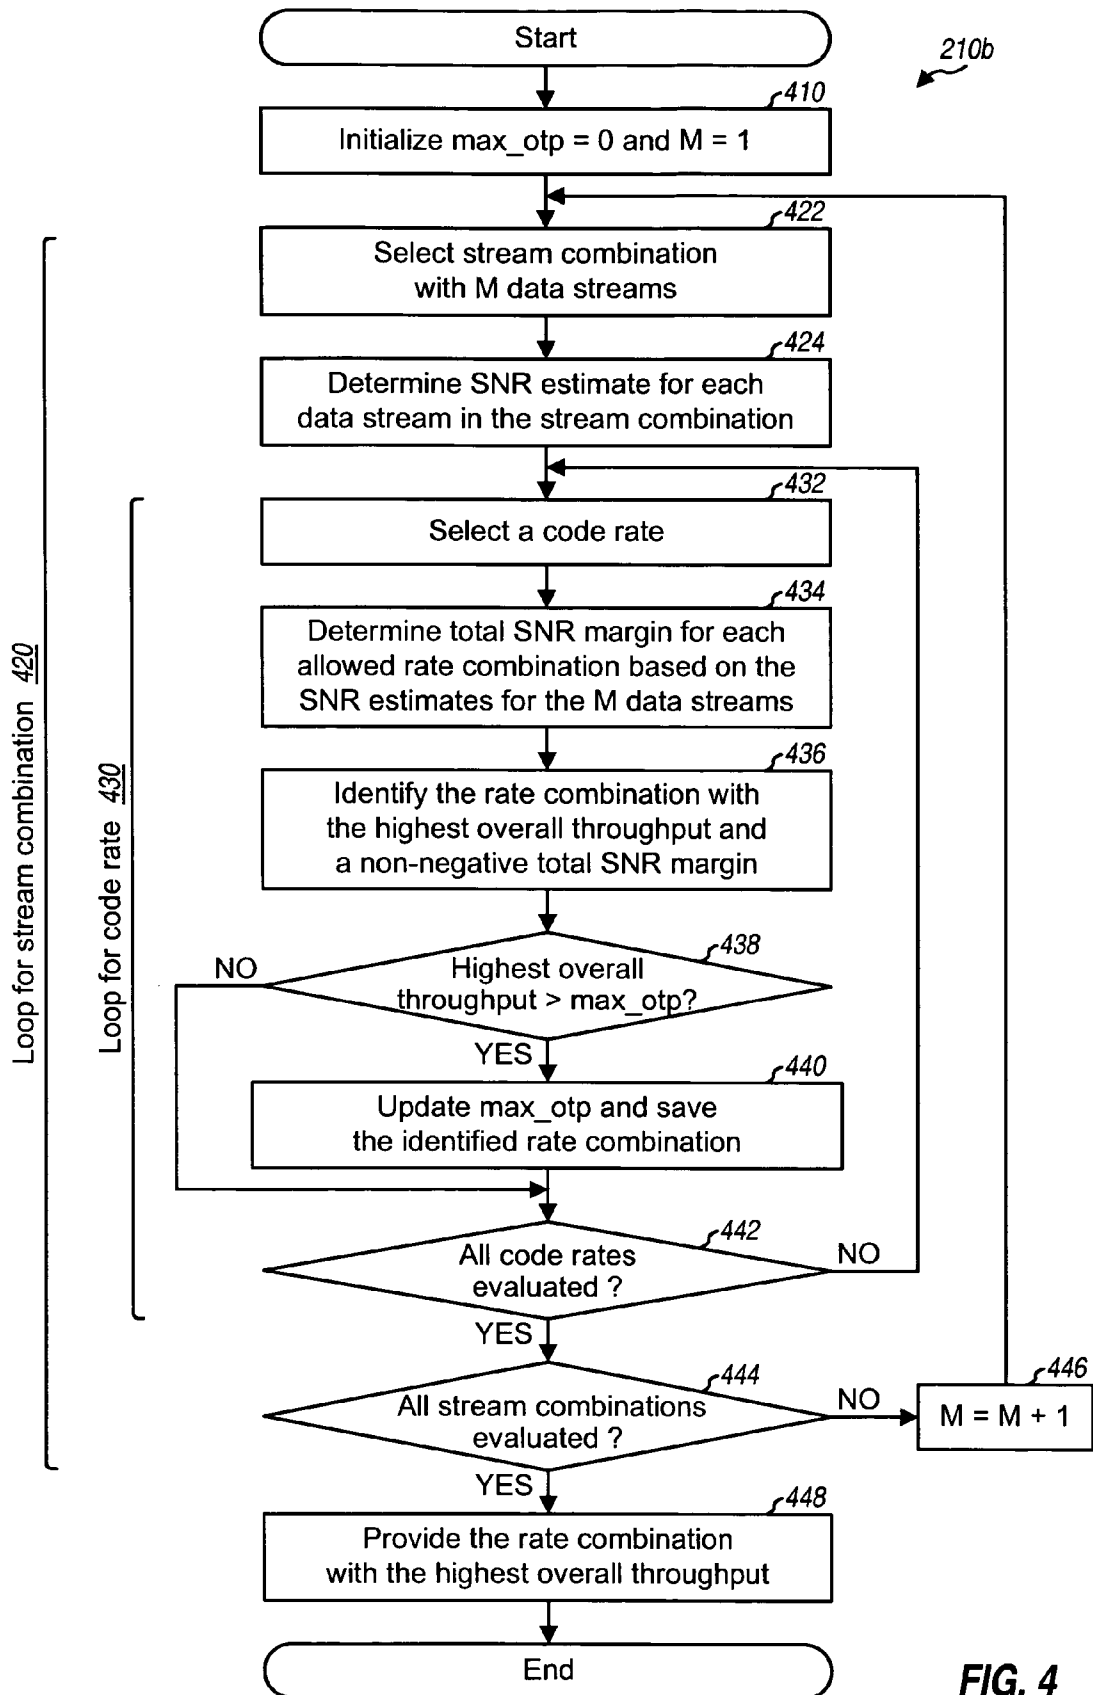 Start
210b
410
Initialize max_otp = 0 and M = 1
422
Select stream combination
with M data streams
424
Determine SNR estimate for each
data stream in the stream combination
432
Select a code rate
434
Determine total SNR margin for each
allowed rate combination based on the
SNR estimates for the M data streams
436
Identify the rate combination with
the highest overall throughput and
a non-negative total SNR margin
438
Highest overall
throughput > max_otp?
NO
YES
440
Update max_otp and save
the identified rate combination
442
All code rates
evaluated ?
NO
YES
444
All stream combinations
evaluated ?
NO
446
M = M + 1
YES
448
Provide the rate combination
with the highest overall throughput
End
Loop for stream combination 420
Loop for code rate 430
FIG. 4